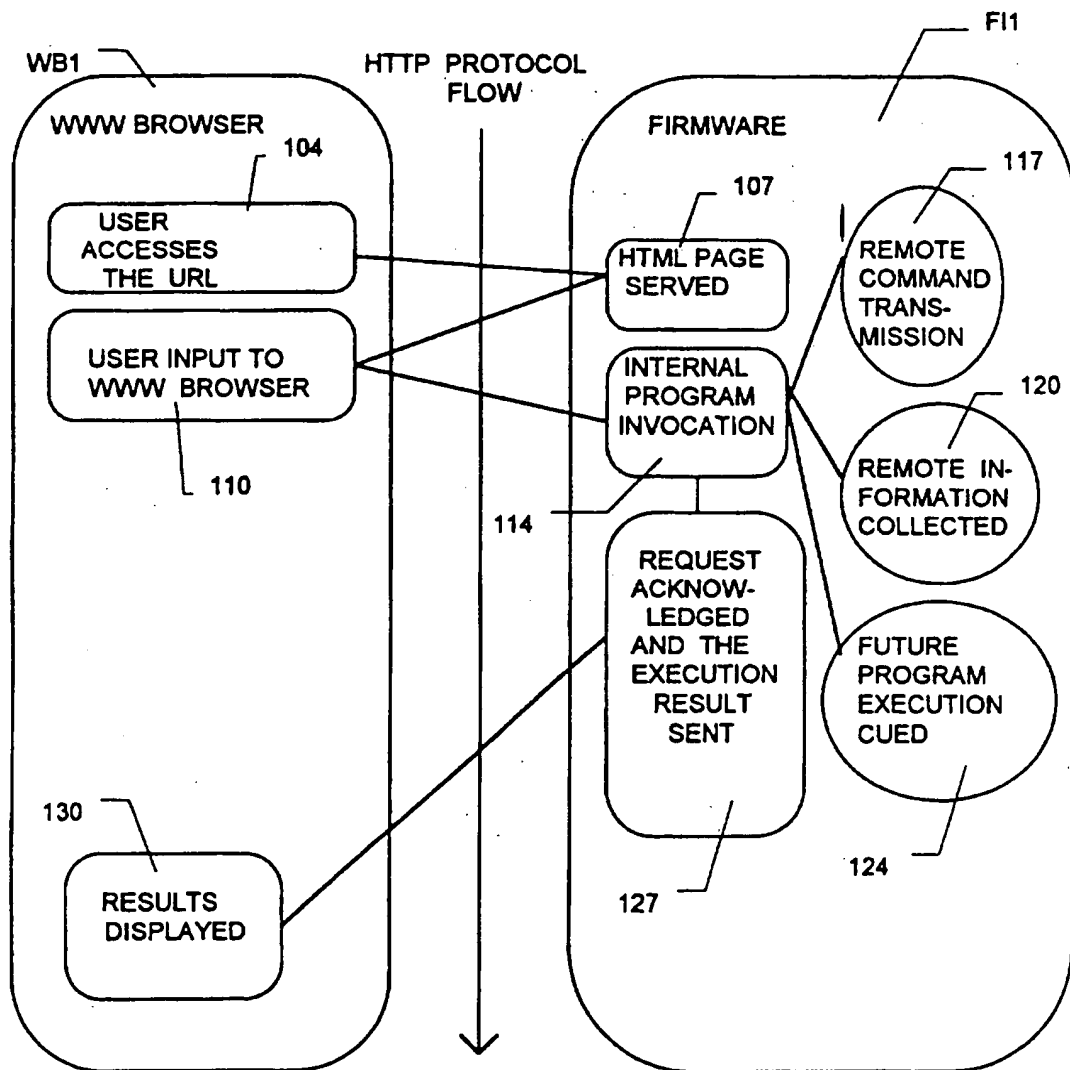 WB1
HTTP PROTOCOL
FLOW
FI1
WWW BROWSER
FIRMWARE
104
107
117
USER
ACCESSES
THE URL
HTML PAGE
SERVED
REMOTE
COMMAND
TRANS-
MISSION
USER INPUT TO
WWW BROWSER
110
INTERNAL
PROGRAM
INVOCATION
114
120
REMOTE IN-
FORMATION
COLLECTED
REQUEST
ACKNOW-
LEDGED
AND THE
EXECUTION
RESULT
SENT
127
FUTURE
PROGRAM
EXECUTION
CUED
124
130
RESULTS
DISPLAYED